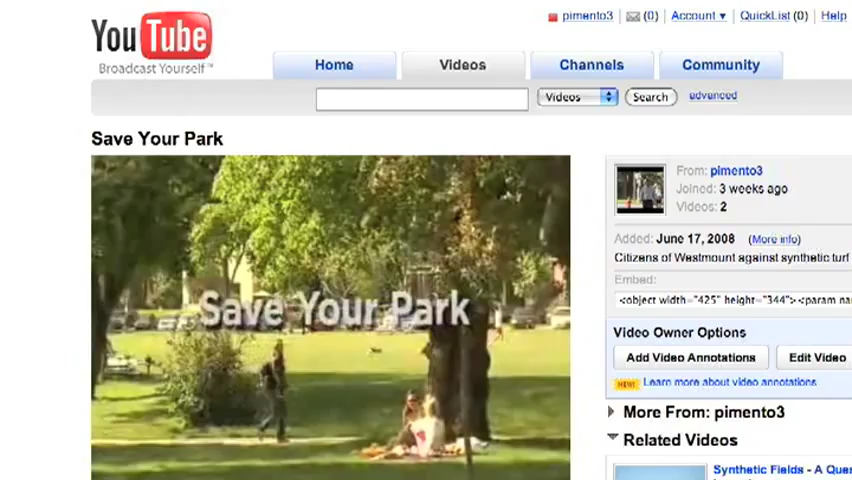 pimento3 (0) Account QuickList (0) Help
YouTube
Broadcast Yourself™
Home Videos Channels Community
Videos Search advanced
Save Your Park
Save Your Park
From: pimento3
Joined: 3 weeks ago
Videos: 2
Added: June 17, 2008 (More info)
Citizens of Westmount against synthetic turf
Embed:
<object width="425" height="344"><param na
Video Owner Options
Add Video Annotations Edit Video
NEW! Learn more about video annotations
More From: pimento3
Related Videos
Synthetic Fields - A Que